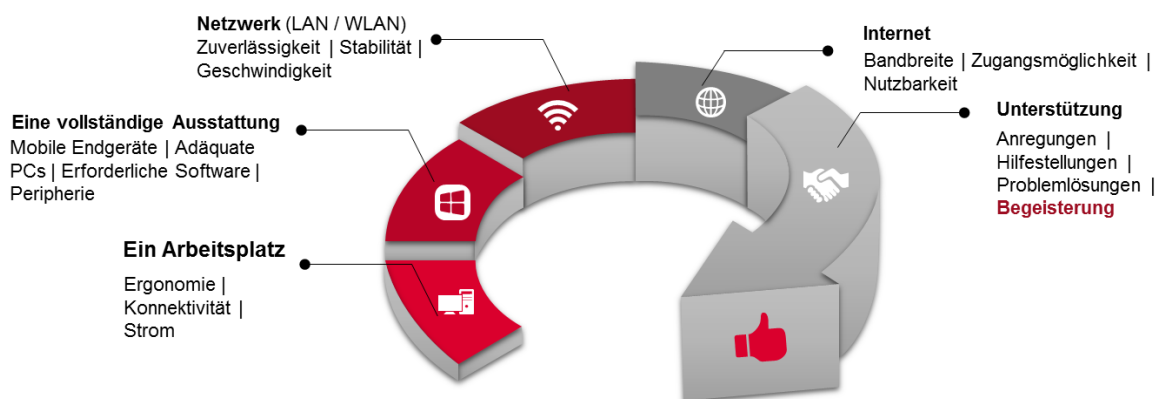 Netzwerk (LAN / WLAN)
Zuverlässigkeit | Stabilität |
Geschwindigkeit
Internet
Bandbreite | Zugangsmöglichkeit |
Nutzbarkeit
Eine vollständige Ausstattung
Mobile Endgeräte | Adäquate
PCs | Erforderliche Software |
Peripherie
Unterstützung
Anregungen |
Hilfestellungen |
Problemlösungen |
Begeisterung
Ein Arbeitsplatz
Ergonomie |
Konnektivität |
Strom